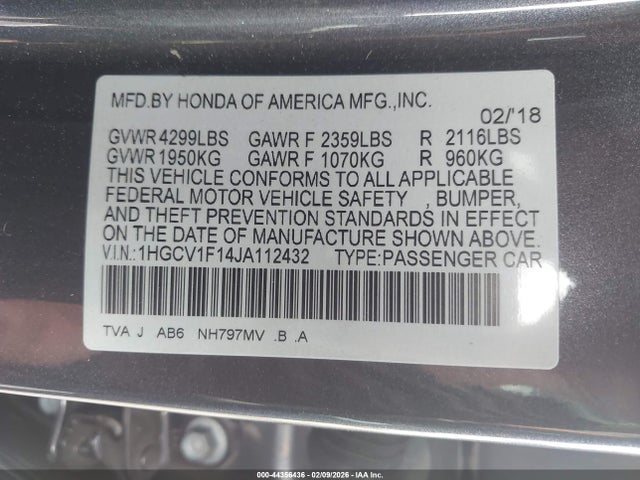 MFD.BY HONDA OF AMERICA MFG.,INC.
02/'18
GVWR 4299LBS GAWR F 2359LBS R 2116LBS
GVWR 1950KG GAWR F 1070KG R 960KG
THIS VEHICLE CONFORMS TO ALL APPLICABLE
FEDERAL MOTOR VEHICLE SAFETY , BUMPER,
AND THEFT PREVENTION STANDARDS IN EFFECT
ON THE DATE OF MANUFACTURE SHOWN ABOVE.
V.I.N.:1HGCV1F14JA112432 TYPE:PASSENGER CAR
TVA J AB6 NH797MV .B .A
000-44356436 - 02/09/2026 - IAA Inc.